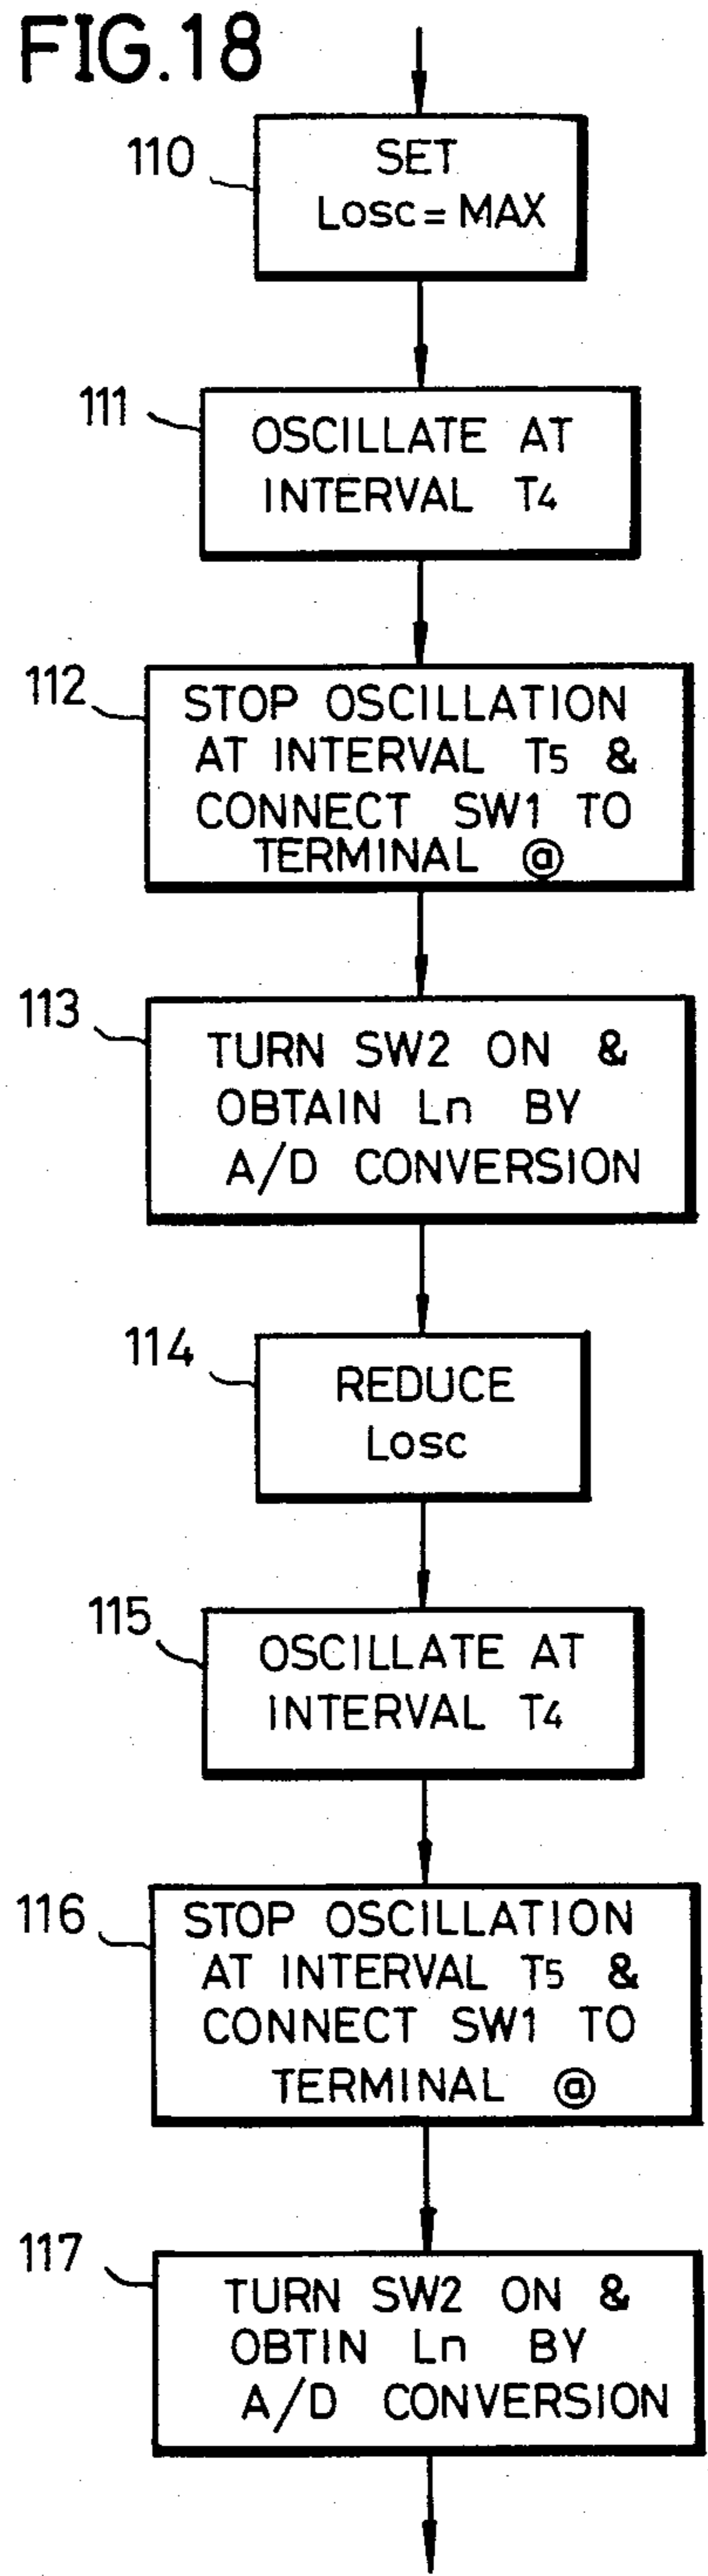 FIG.18
110
SET
Losc = MAX
111
OSCILLATE AT
INTERVAL T4
112
STOP OSCILLATION
AT INTERVAL T5 &
CONNECT SW1 TO
TERMINAL ⓐ
113
TURN SW2 ON &
OBTAIN Ln BY
A/D CONVERSION
114
REDUCE
Losc
115
OSCILLATE AT
INTERVAL T4
116
STOP OSCILLATION
AT INTERVAL T5 &
CONNECT SW1 TO
TERMINAL ⓐ
117
TURN SW2 ON &
OBTIN Ln BY
A/D CONVERSION